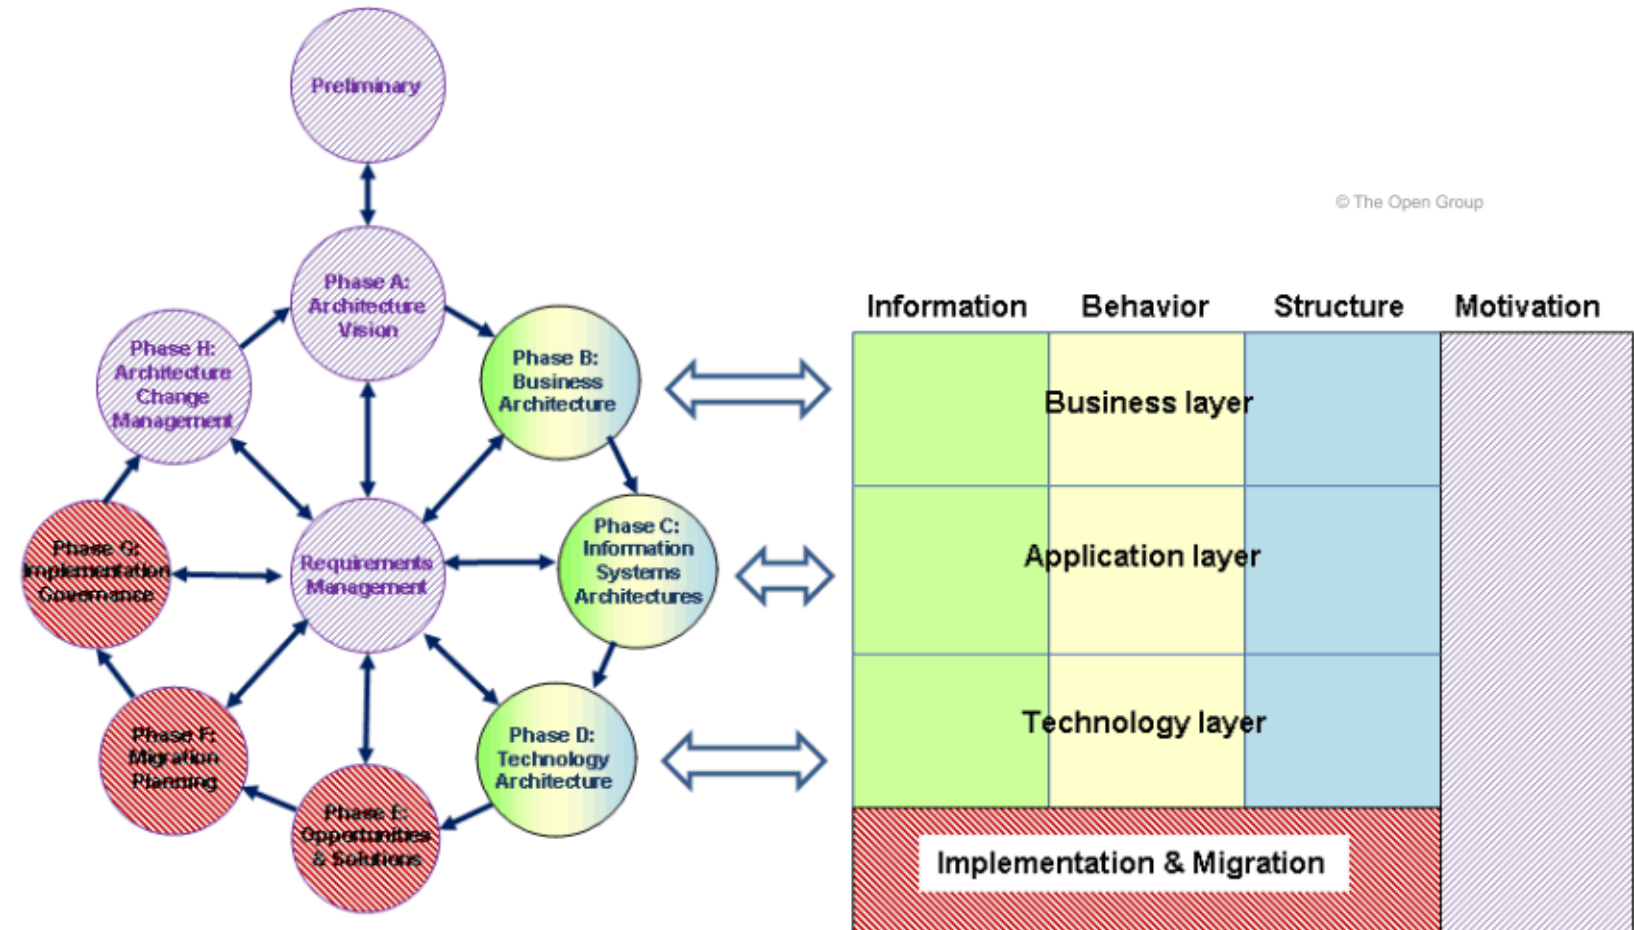 Preliminary
© The Open Group
Phase A:
Architecture
Vision
Phase B:
Business
Architecture
Phase C:
Information
Systems
Architectures
Phase D:
Technology
Architecture
Phase E:
Opportunities
& Solutions
Phase F:
Migration
Planning
Phase G:
Implementation
Governance
Phase H:
Architecture
Change
Management
Requirements
Management
Information Behavior Structure Motivation
Business layer
Application layer
Technology layer
Implementation & Migration